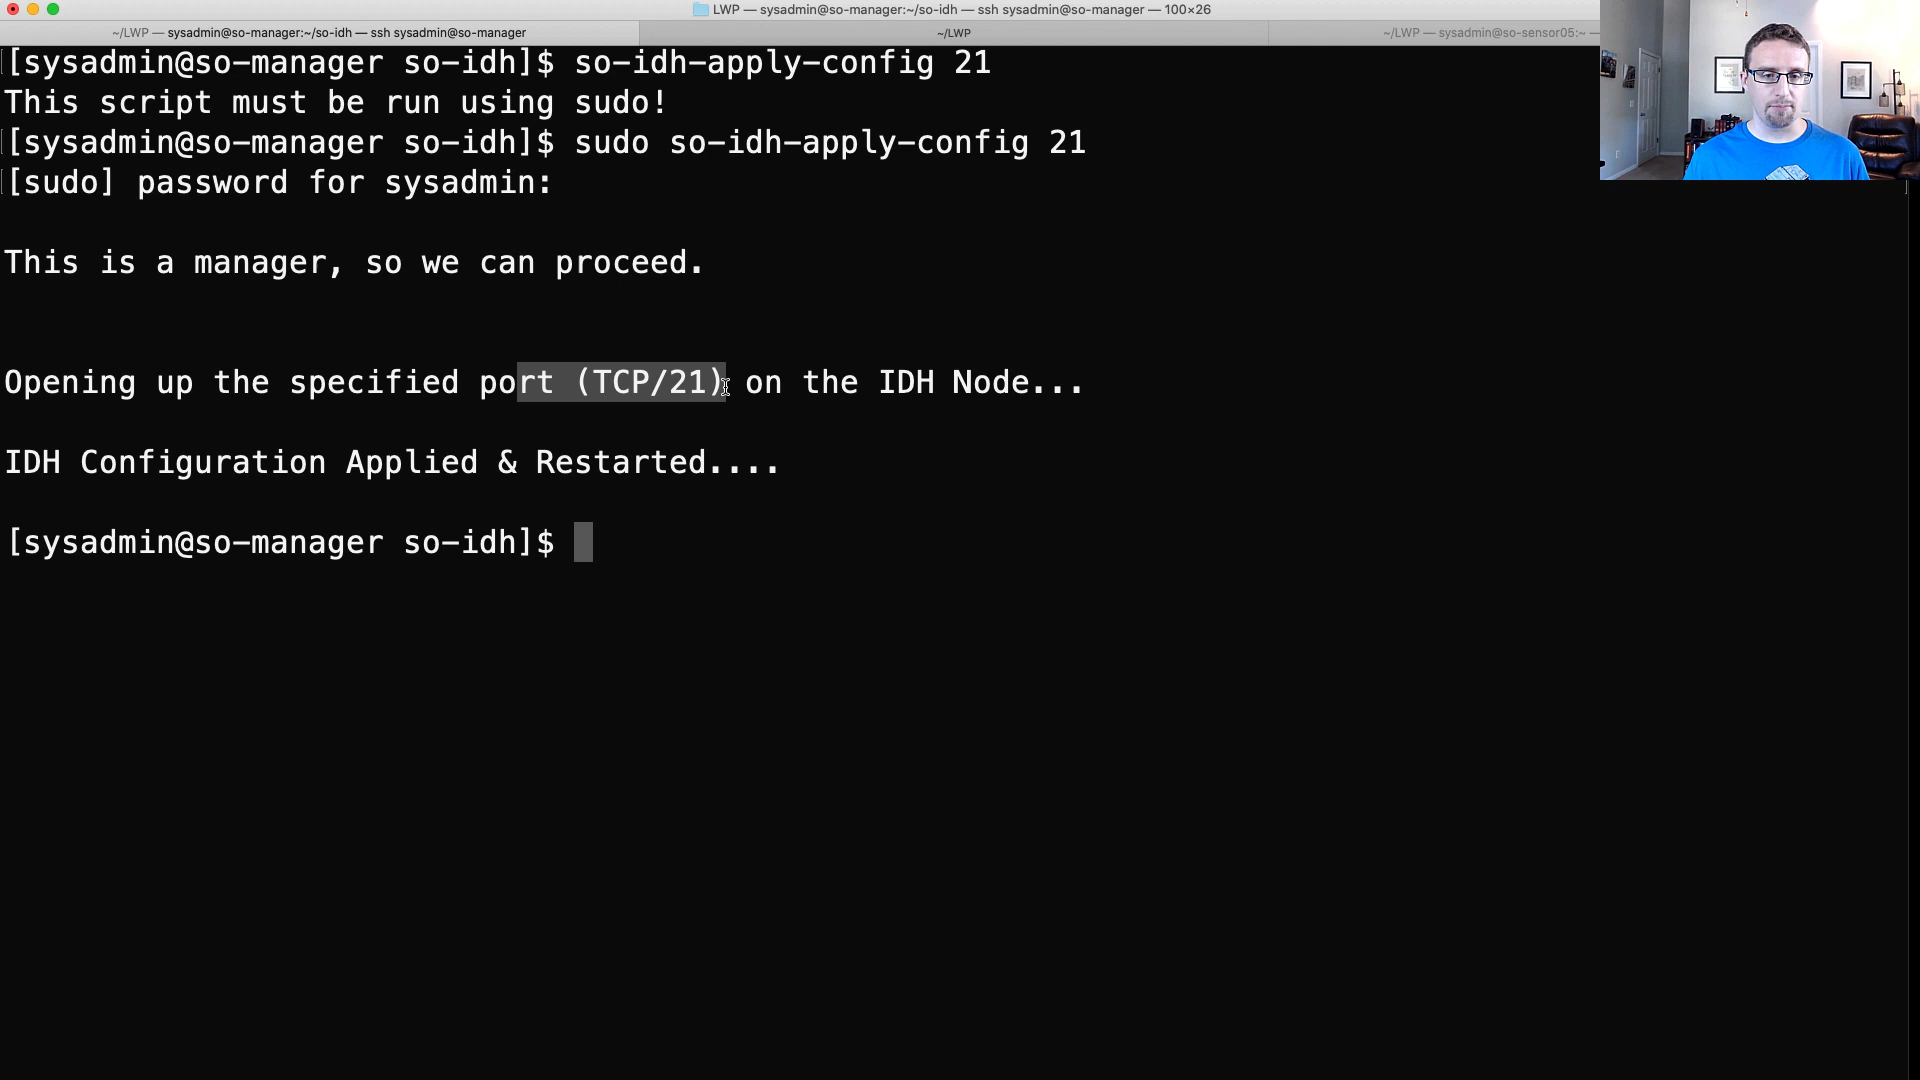 LWP — sysadmin@so-manager:~/so-idh — ssh sysadmin@so-manager — 100×26
~/LWP — sysadmin@so-manager:~/so-idh — ssh sysadmin@so-manager
~/LWP
~/LWP — sysadmin@so-sensor05:~ —
[sysadmin@so-manager so-idh]$ so-idh-apply-config 21
This script must be run using sudo!
[sysadmin@so-manager so-idh]$ sudo so-idh-apply-config 21
[sudo] password for sysadmin:
This is a manager, so we can proceed.
Opening up the specified port (TCP/21) on the IDH Node...
IDH Configuration Applied & Restarted....
[sysadmin@so-manager so-idh]$